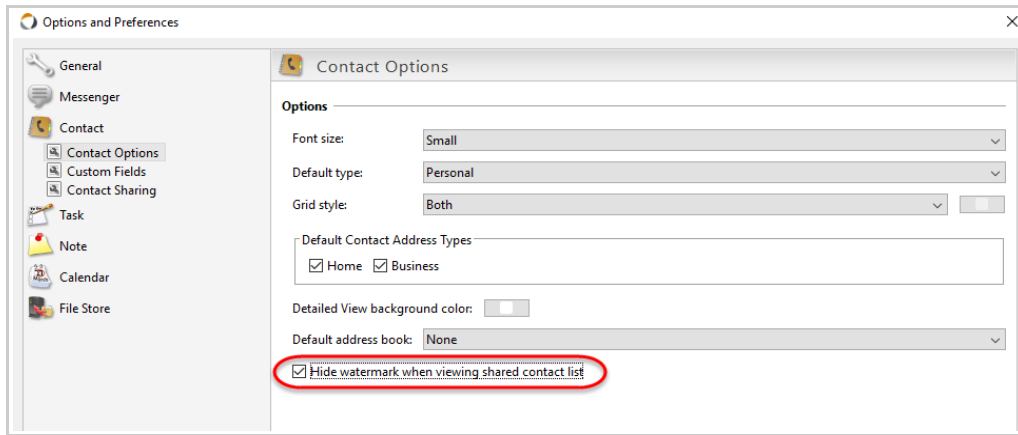 Options and Preferences
General
Messenger
Contact
Contact Options
Custom Fields
Contact Sharing
Task
Note
Calendar
File Store
Contact Options
Options
Font size: Small
Default type: Personal
Grid style: Both
Default Contact Address Types
Home Business
Detailed View background color:
Default address book: None
Hide watermark when viewing shared contact list